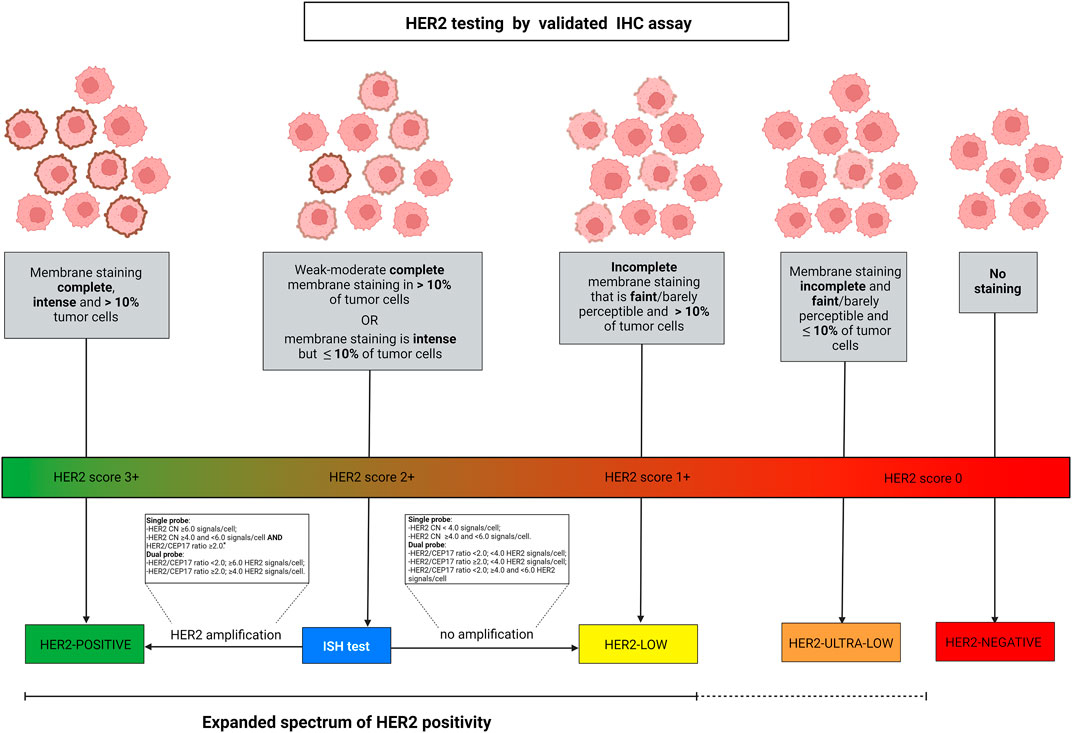 HER2 testing by validated IHC assay
Membrane staining
complete,
intense and > 10%
tumor cells
Weak-moderate complete
membrane staining in > 10%
of tumor cells
OR
membrane staining is intense
but ≤ 10% of tumor cells
Incomplete
membrane staining
that is faint/barely
perceptible and > 10%
of tumor cells
Membrane staining
incomplete and
faint/barely
perceptible and
≤ 10% of tumor
cells
No
staining
HER2 score 3+
HER2 score 2+
HER2 score 1+
HER2 score 0
Single probe:
-HER2 CN ≥6.0 signals/cell;
-HER2 CN ≥4.0 and <6.0 signals/cell AND
HER2/CEP17 ratio ≥2.0*
Dual probe:
-HER2/CEP17 ratio <2.0; ≥6.0 HER2 signals/cell;
-HER2/CEP17 ratio ≥2.0; ≥4.0 HER2 signals/cell.
Single probe:
-HER2 CN < 4.0 signals/cell;
-HER2 CN ≥4.0 and <6.0 signals/cell.
Dual probe:
-HER2/CEP17 ratio <2.0; <4.0 HER2 signals/cell;
-HER2/CEP17 ratio ≥2.0; <4.0 HER2 signals/cell;
-HER2/CEP17 ratio <2.0; ≥4.0 and <6.0 HER2
signals/cell
HER2-POSITIVE
HER2 amplification
ISH test
no amplification
HER2-LOW
HER2-ULTRA-LOW
HER2-NEGATIVE
Expanded spectrum of HER2 positivity